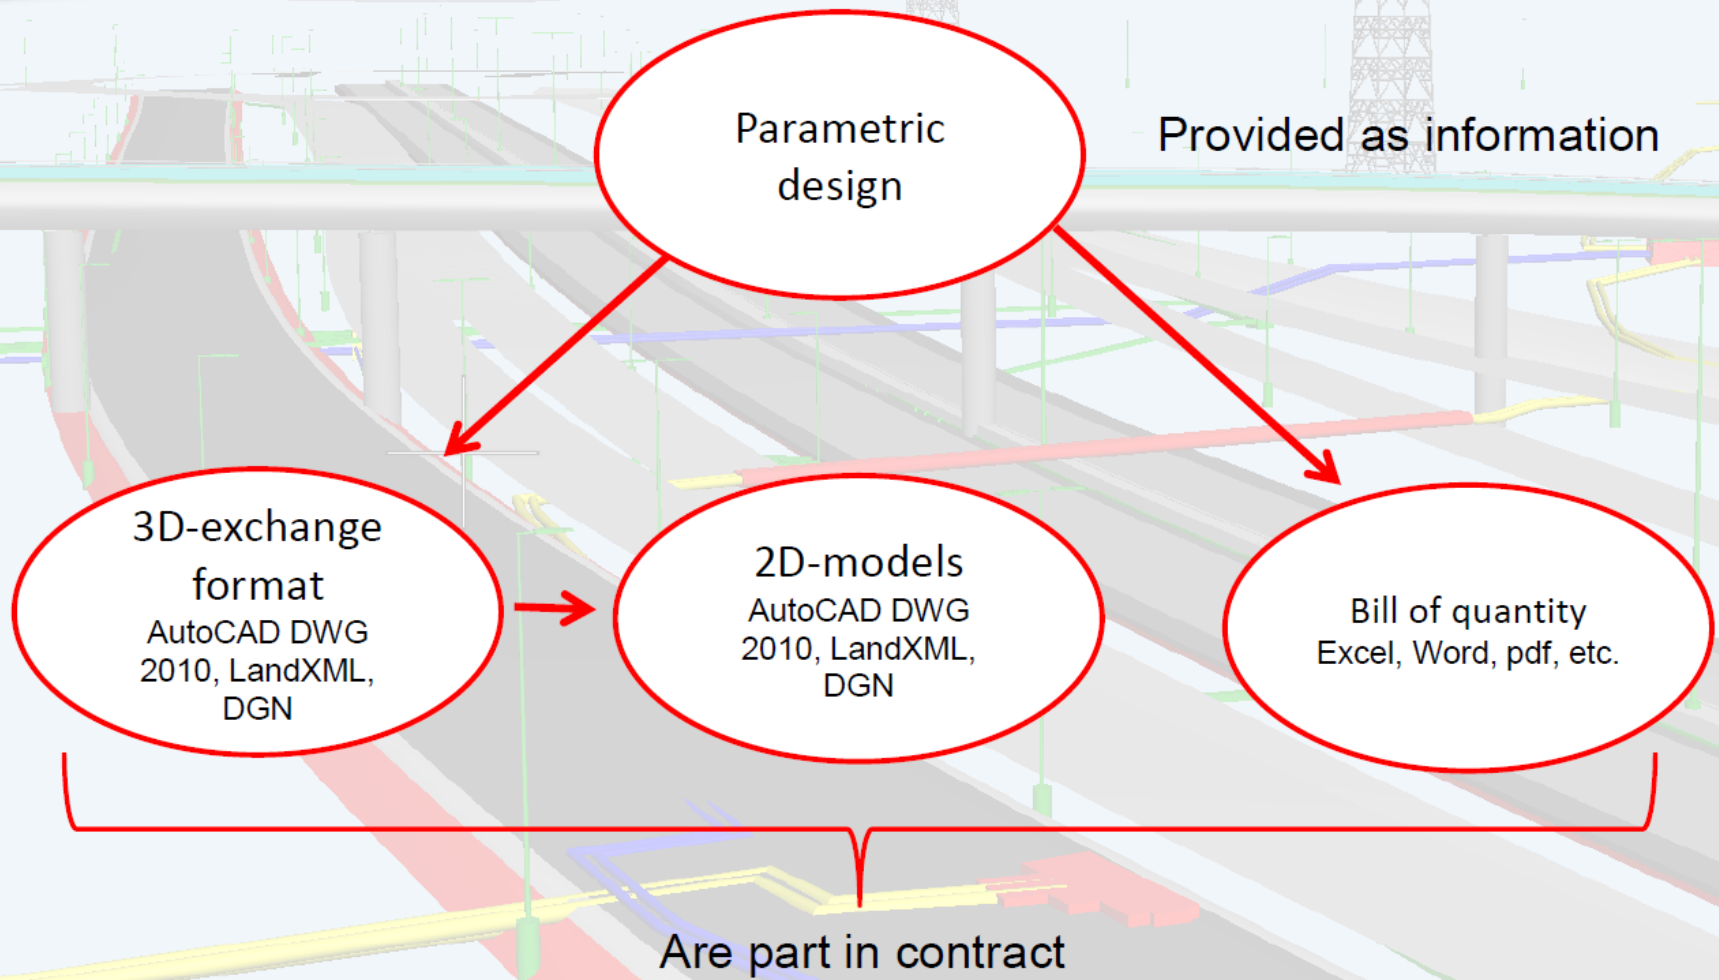 Parametric
design
Provided as information
3D-exchange
format
AutoCAD DWG
2010, LandXML,
DGN
2D-models
AutoCAD DWG
2010, LandXML,
DGN
Bill of quantity
Excel, Word, pdf, etc.
Are part in contract